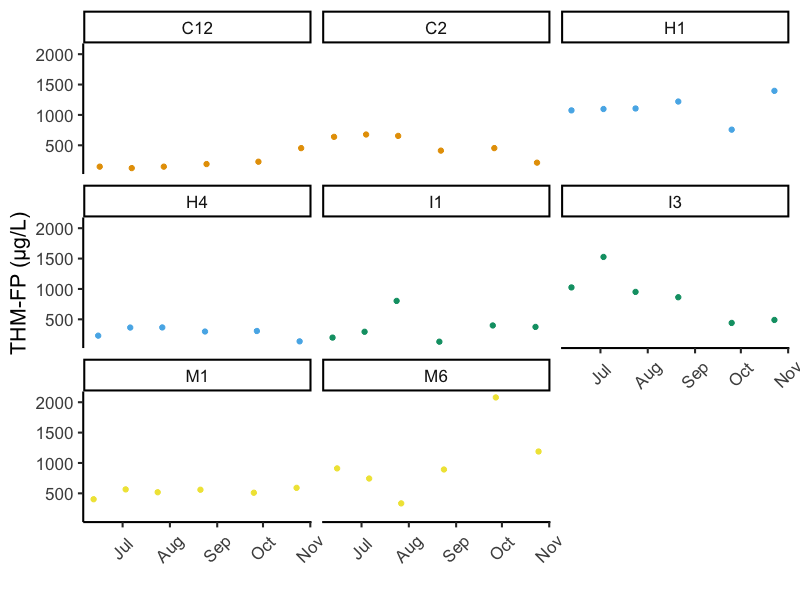 C12 C2 H1
2000
1500
1000
500
H4 I1 I3
2000
1500
1000
500
THM-FP (µg/L)
Jul Aug Sep Oct Nov
M1 M6
2000
1500
1000
500
Jul Aug Sep Oct Nov Jul Aug Sep Oct Nov